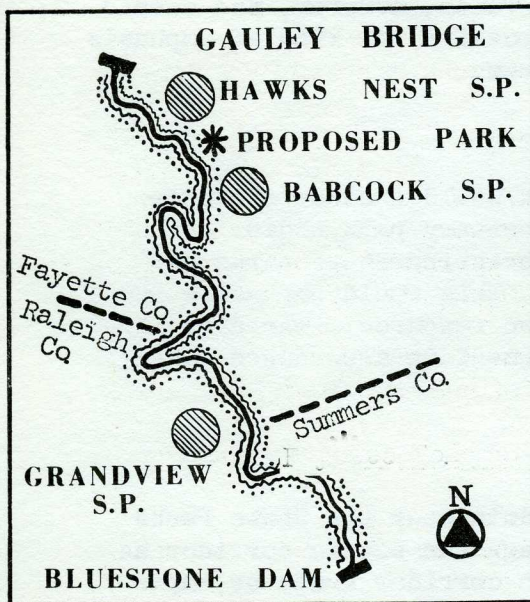 GAULEY BRIDGE
HAWKS NEST S.P.
PROPOSED PARK
BABCOCK S.P.
Fayette Co.
Raleigh
Co.
Summers Co.
GRANDVIEW
S.P.
N
BLUESTONE DAM